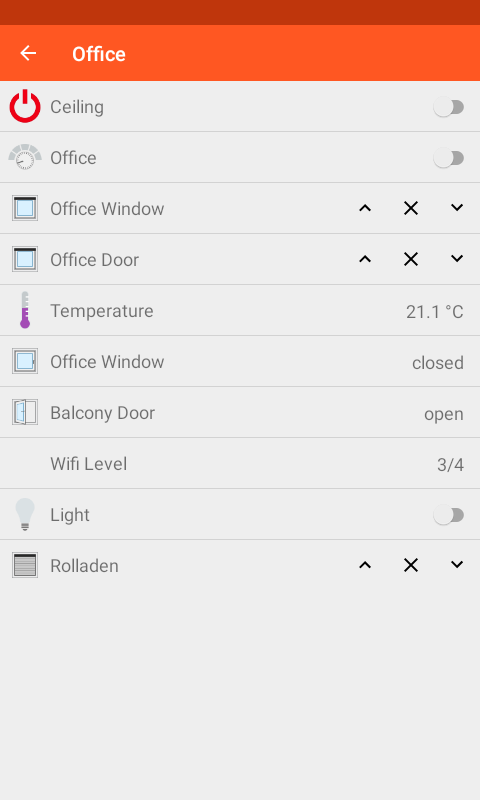 Office
Ceiling
Office
Office Window
Office Door
Temperature 21.1 °C
Office Window closed
Balcony Door open
Wifi Level 3/4
Light
Rolladen